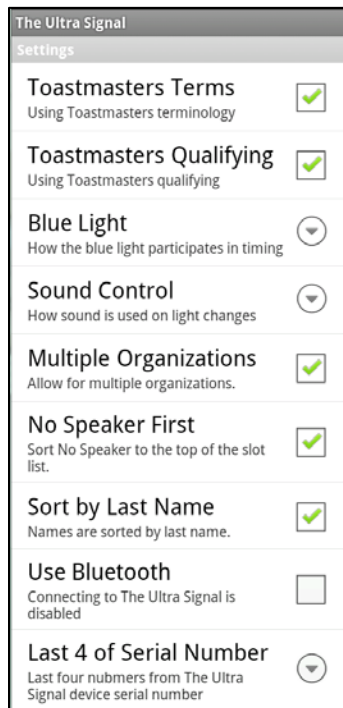 The Ultra Signal
Settings
Toastmasters Terms
Using Toastmasters terminology
Toastmasters Qualifying
Using Toastmasters qualifying
Blue Light
How the blue light participates in timing
Sound Control
How sound is used on light changes
Multiple Organizations
Allow for multiple organizations.
No Speaker First
Sort No Speaker to the top of the slot
list.
Sort by Last Name
Names are sorted by last name.
Use Bluetooth
Connecting to The Ultra Signal is
disabled
Last 4 of Serial Number
Last four nubmers from The Ultra
Signal device serial number